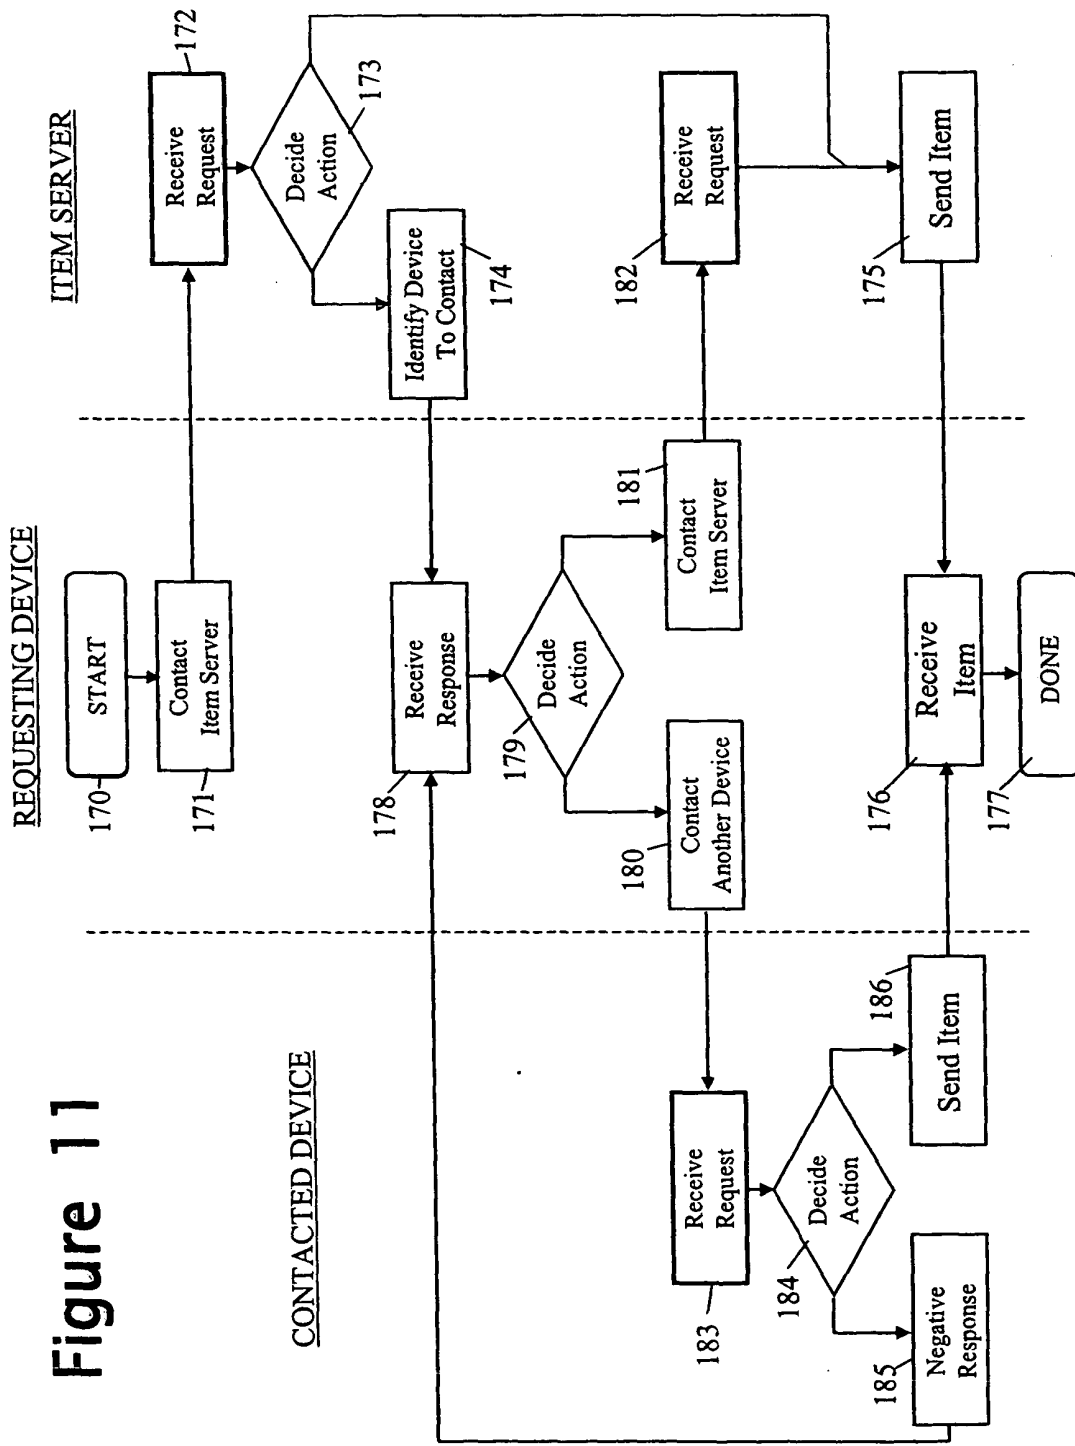 Figure 11
CONTACTED DEVICE
REQUESTING DEVICE
ITEM SERVER
170
START
171
Contact
Item Server
172
Receive
Request
173
Decide
Action
174
Identify Device
To Contact
178
Receive
Response
179
Decide
Action
180
Contact
Another Device
181
Contact
Item Server
182
Receive
Request
183
Receive
Request
184
Decide
Action
185
Negative
Response
186
Send Item
176
Receive
Item
175
Send Item
177
DONE